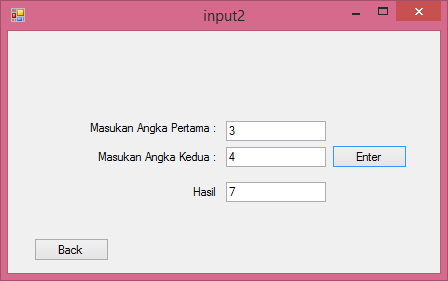 input2
Masukan Angka Pertama : 3
Masukan Angka Kedua : 4 Enter
Hasil 7
Back